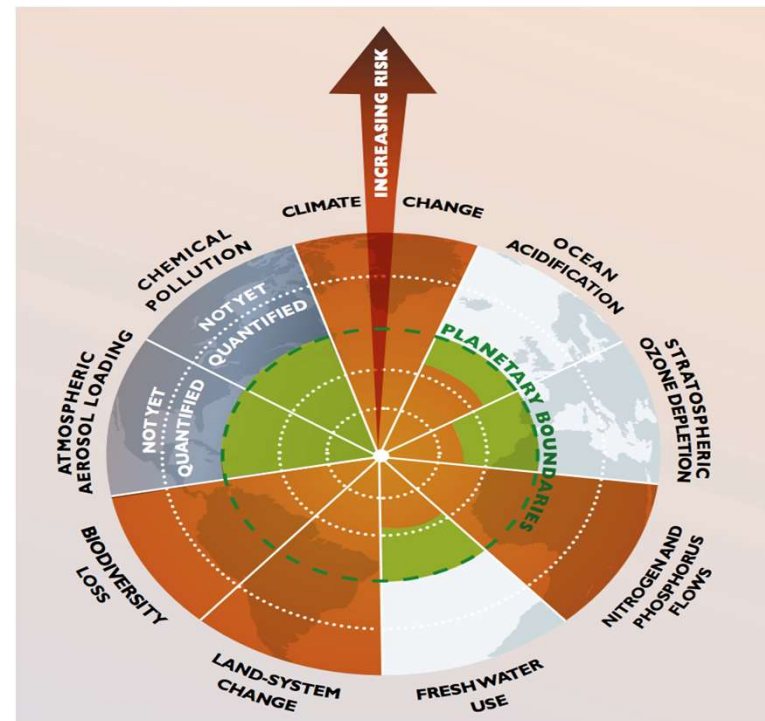 INCREASING RISK
CLIMATE CHANGE
OCEAN
ACIDIFICATION
STRATOSPHERIC
OZONE DEPLETION
NITROGEN AND
PHOSPHORUS
FLOWS
FRESHWATER
USE
LAND-SYSTEM
CHANGE
BIODIVERSITY
LOSS
ATMOSPHERIC
AEROSOL LOADING
NOT YET
QUANTIFIED
CHEMICAL
POLLUTION
NOT YET
QUANTIFIED
PLANETARY BOUNDARIES